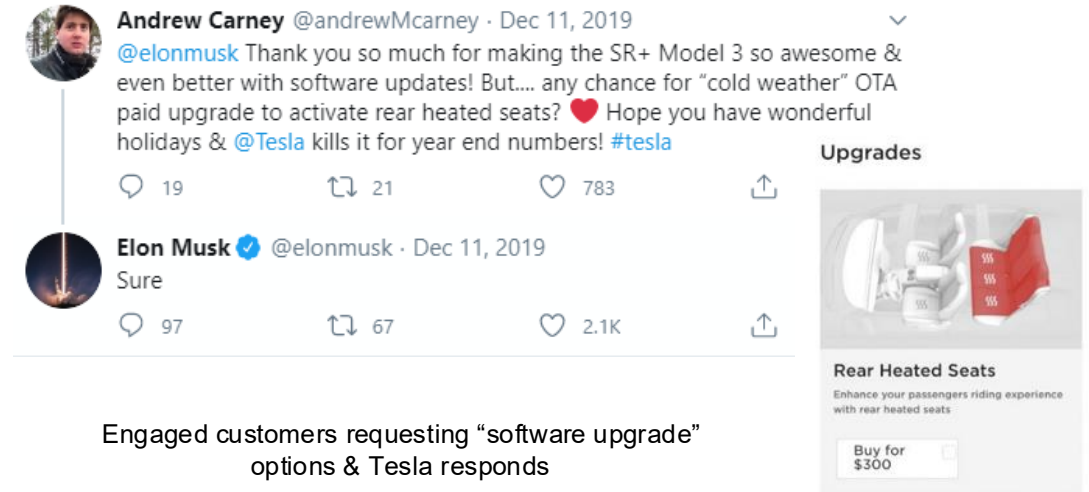 Andrew Carney @andrewMcarney · Dec 11, 2019
@elonmusk Thank you so much for making the SR+ Model 3 so awesome &
even better with software updates! But.... any chance for “cold weather” OTA
paid upgrade to activate rear heated seats? ❤️ Hope you have wonderful
holidays & @Tesla kills it for year end numbers! #tesla
19 21 783
Elon Musk @elonmusk · Dec 11, 2019
Sure
97 67 2.1K
Engaged customers requesting “software upgrade”
options & Tesla responds
Upgrades
Rear Heated Seats
Enhance your passengers riding experience
with rear heated seats
Buy for
$300